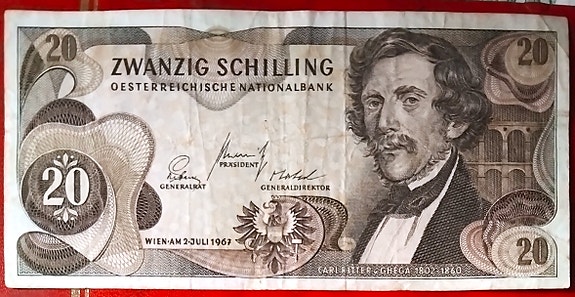 20
20
ZWANZIG SCHILLING
OESTERREICHISCHE NATIONALBANK
PRÄSIDENT
GENERALRAT
GENERALDIREKTOR
20
WIEN·AM 2·JULI 1967
20
CARL RITTER v·GHEGA 1802-1860